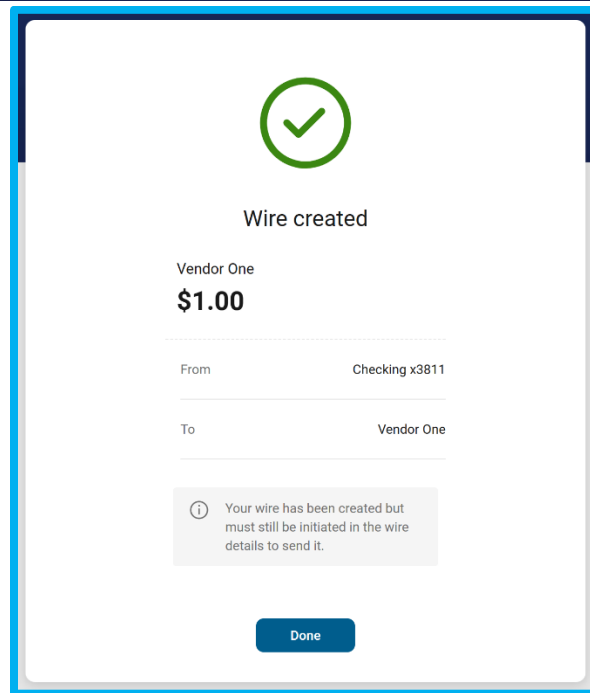 Wire created
Vendor One
$1.00
From Checking x3811
To Vendor One
Your wire has been created but
must still be initiated in the wire
details to send it.
Done